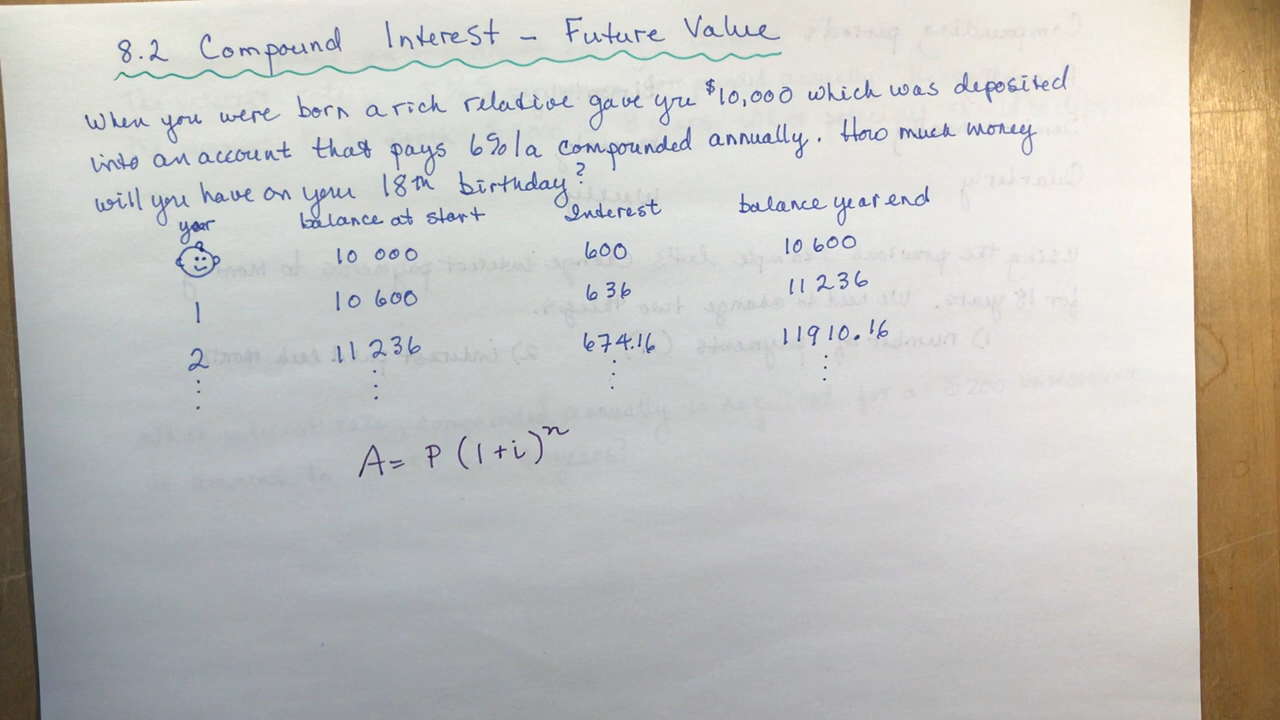 8.2 Compound Interest - Future Value
When you were born a rich relative gave you $10,000 which was deposited
into an account that pays 6%/a compounded annually. How much money
will you have on your 18th birthday?
year balance at start Interest balance year end
10 000 600 10 600
1 10 600 636 11 236
2 11 236 674.16 11910.16
⋮ ⋮ ⋮ ⋮
A= P (1+i)^n